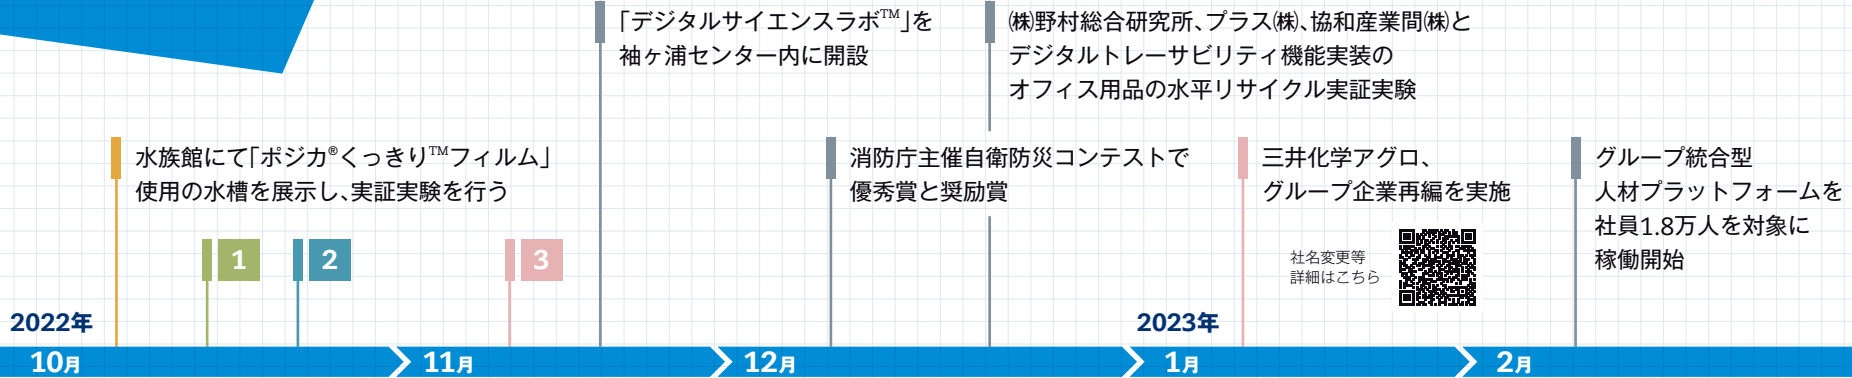 「デジタルサイエンスラボ™」を
袖ヶ浦センター内に開設
㈱野村総合研究所、プラス㈱、協和産業間㈱と
デジタルトレーサビリティ機能実装の
オフィス用品の水平リサイクル実証実験
水族館にて「ポジカ®くっきり™フィルム」
使用の水槽を展示し、実証実験を行う
消防庁主催自衛防災コンテストで
優秀賞と奨励賞
三井化学アグロ、
グループ企業再編を実施
社名変更等
詳細はこちら
グループ統合型
人材プラットフォームを
社員1.8万人を対象に
稼働開始
1
2
3
2022年
2023年
10月
11月
12月
1月
2月